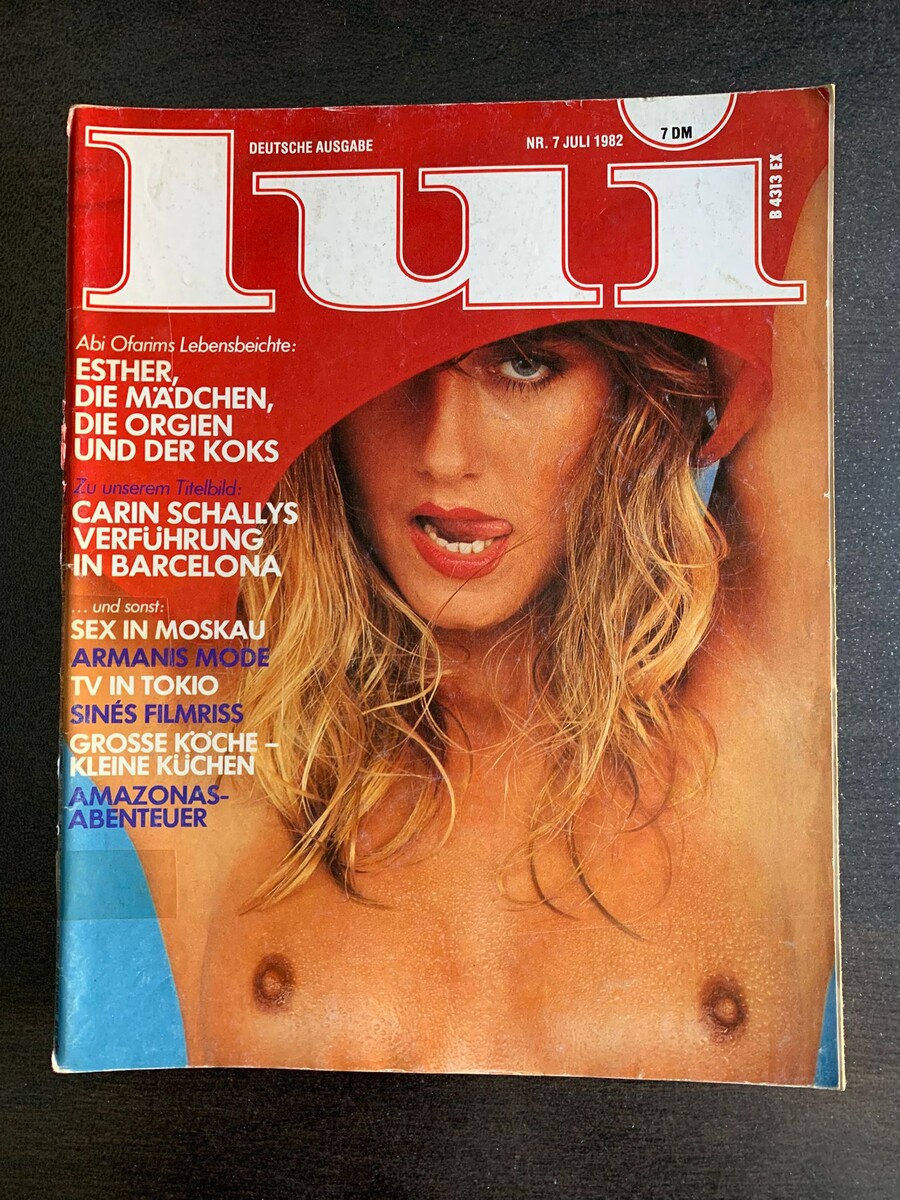 DEUTSCHE AUSGABE
NR. 7 JULI 1982
7 DM
B 4313 EX
lui
Abi Ofarims Lebensbeichte:
ESTHER,
DIE MÄDCHEN,
DIE ORGIEN
UND DER KOKS
Zu unserem Titelbild:
CARIN SCHALLYS
VERFÜHRUNG
IN BARCELONA
... und sonst:
SEX IN MOSKAU
ARMANIS MODE
TV IN TOKIO
SINÉS FILMRISS
GROSSE KÖCHE –
KLEINE KÜCHEN
AMAZONAS-
ABENTEUER